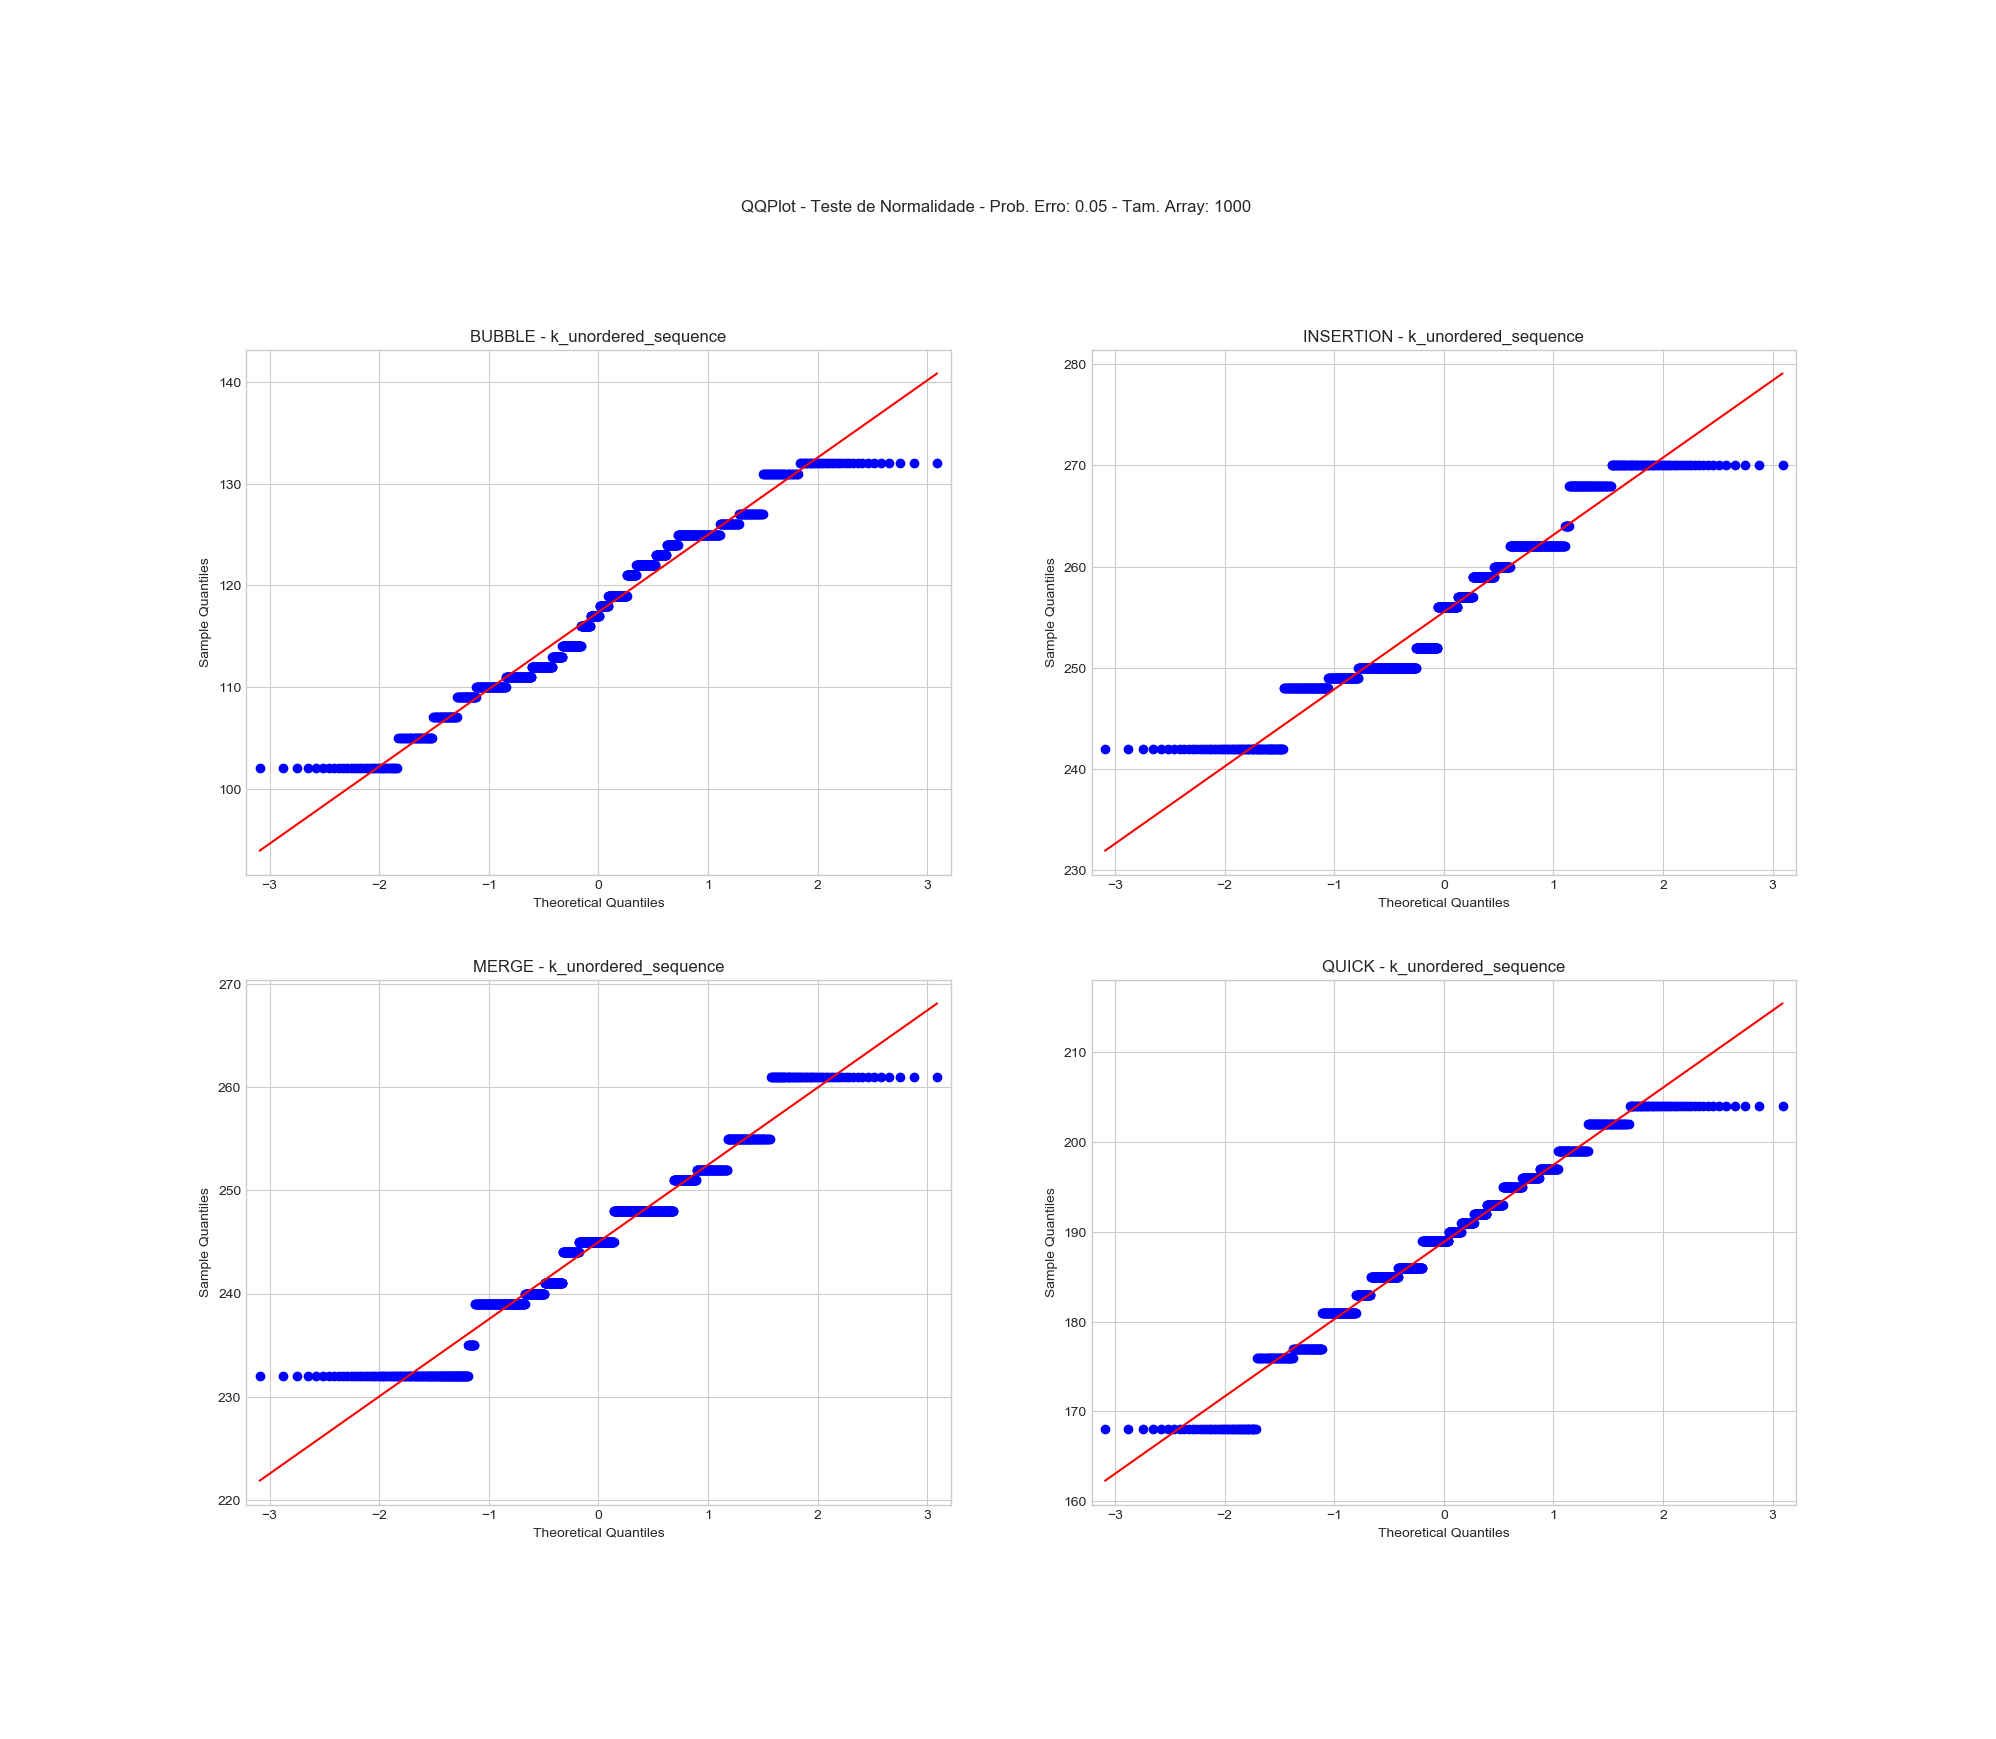 QQPlot - Teste de Normalidade - Prob. Erro: 0.05 - Tam. Array: 1000
BUBBLE - k_unordered_sequence
140
130
120
110
100
Sample Quantiles
−3 −2 −1 0 1 2 3
Theoretical Quantiles
INSERTION - k_unordered_sequence
280
270
260
250
240
230
Sample Quantiles
−3 −2 −1 0 1 2 3
Theoretical Quantiles
MERGE - k_unordered_sequence
270
260
250
240
230
220
Sample Quantiles
−3 −2 −1 0 1 2 3
Theoretical Quantiles
QUICK - k_unordered_sequence
210
200
190
180
170
160
Sample Quantiles
−3 −2 −1 0 1 2 3
Theoretical Quantiles